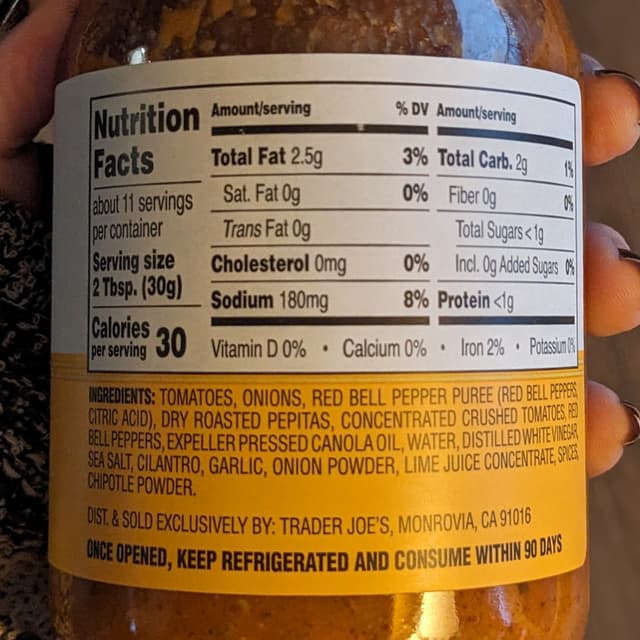 Nutrition Facts
about 11 servings per container
Serving size
2 Tbsp. (30g)
Calories per serving 30
Amount/serving % DV
Total Fat 2.5g 3%
Sat. Fat 0g 0%
Trans Fat 0g
Cholesterol 0mg 0%
Sodium 180mg 8%
Amount/serving
Total Carb. 2g 1%
Fiber 0g 0%
Total Sugars <1g
Incl. 0g Added Sugars 0%
Protein <1g
Vitamin D 0% • Calcium 0% • Iron 2% • Potassium 0%
INGREDIENTS: TOMATOES, ONIONS, RED BELL PEPPER PUREE (RED BELL PEPPERS,
CITRIC ACID), DRY ROASTED PEPITAS, CONCENTRATED CRUSHED TOMATOES, RED
BELL PEPPERS, EXPELLER PRESSED CANOLA OIL, WATER, DISTILLED WHITE VINEGAR,
SEA SALT, CILANTRO, GARLIC, ONION POWDER, LIME JUICE CONCENTRATE, SPICES,
CHIPOTLE POWDER.
DIST. & SOLD EXCLUSIVELY BY: TRADER JOE'S, MONROVIA, CA 91016
ONCE OPENED, KEEP REFRIGERATED AND CONSUME WITHIN 90 DAYS